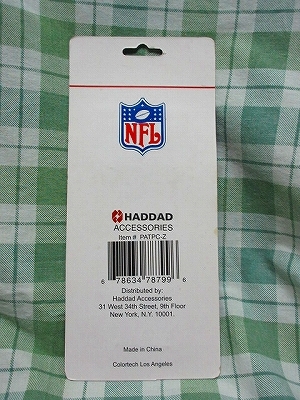 NFL
HADDAD
ACCESSORIES
Item # PATPC-Z
6 78634 78799 6
Distributed by:
Haddad Accessories
31 West 34th Street, 9th Floor
New York, N.Y. 10001.
Made in China
Colortech Los Angeles